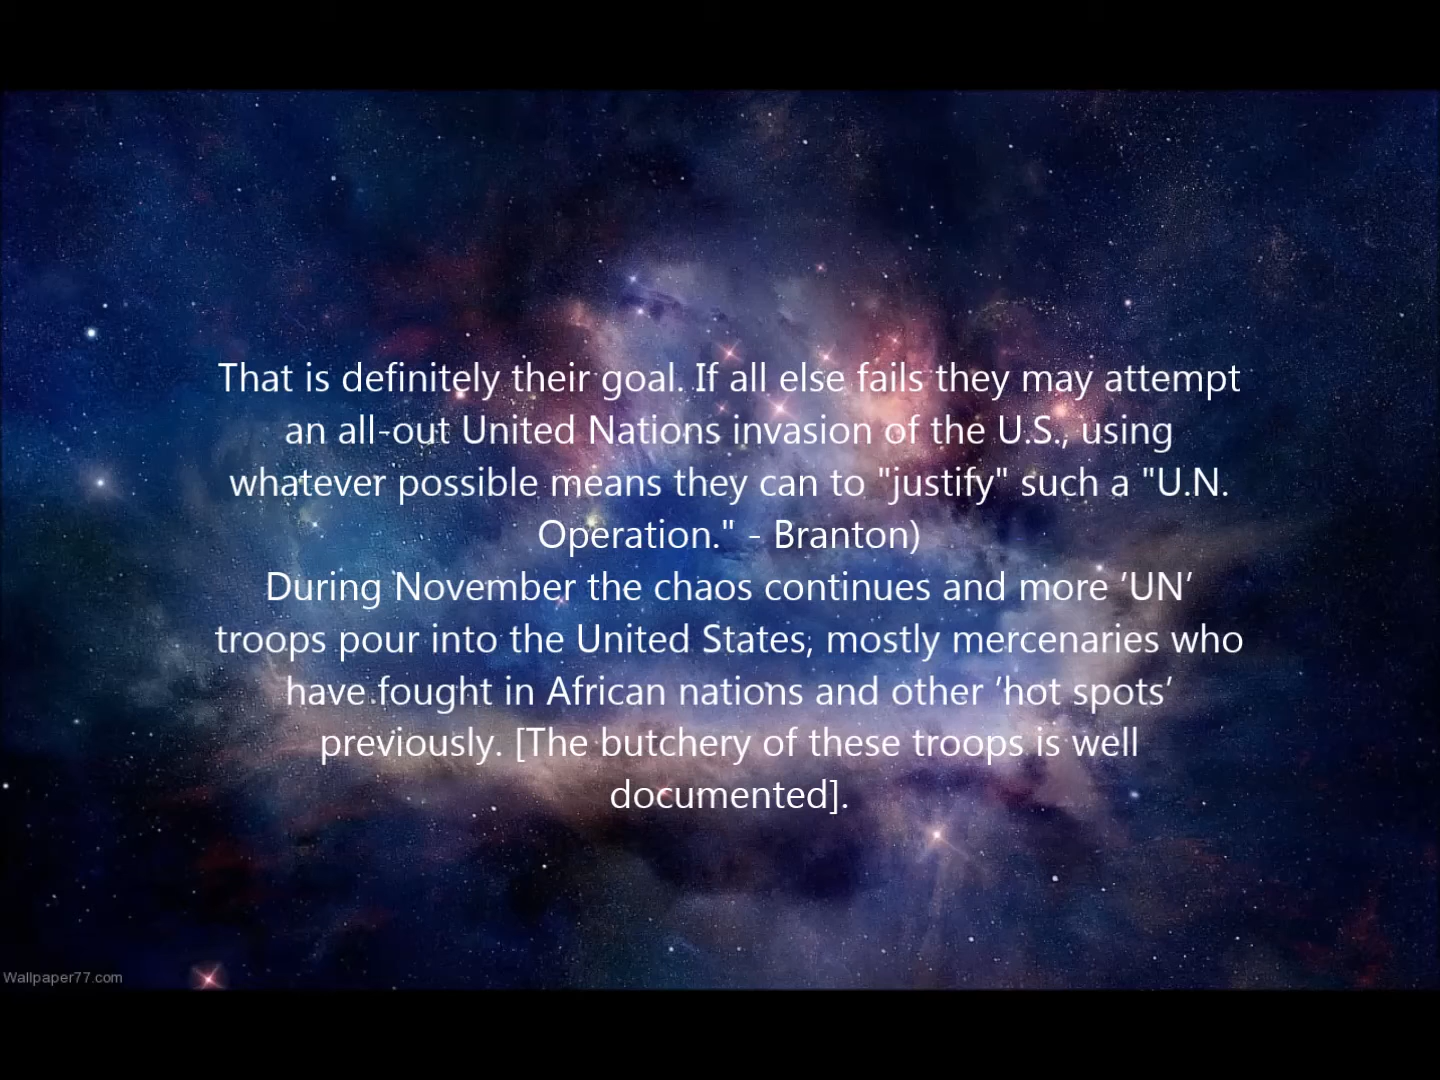 That is definitely their goal. If all else fails they may attempt
an all-out United Nations invasion of the U.S., using
whatever possible means they can to "justify" such a "U.N.
Operation." - Branton)
During November the chaos continues and more ‘UN’
troops pour into the United States, mostly mercenaries who
have fought in African nations and other ‘hot spots’
previously. [The butchery of these troops is well
documented].
Wallpaper77.com